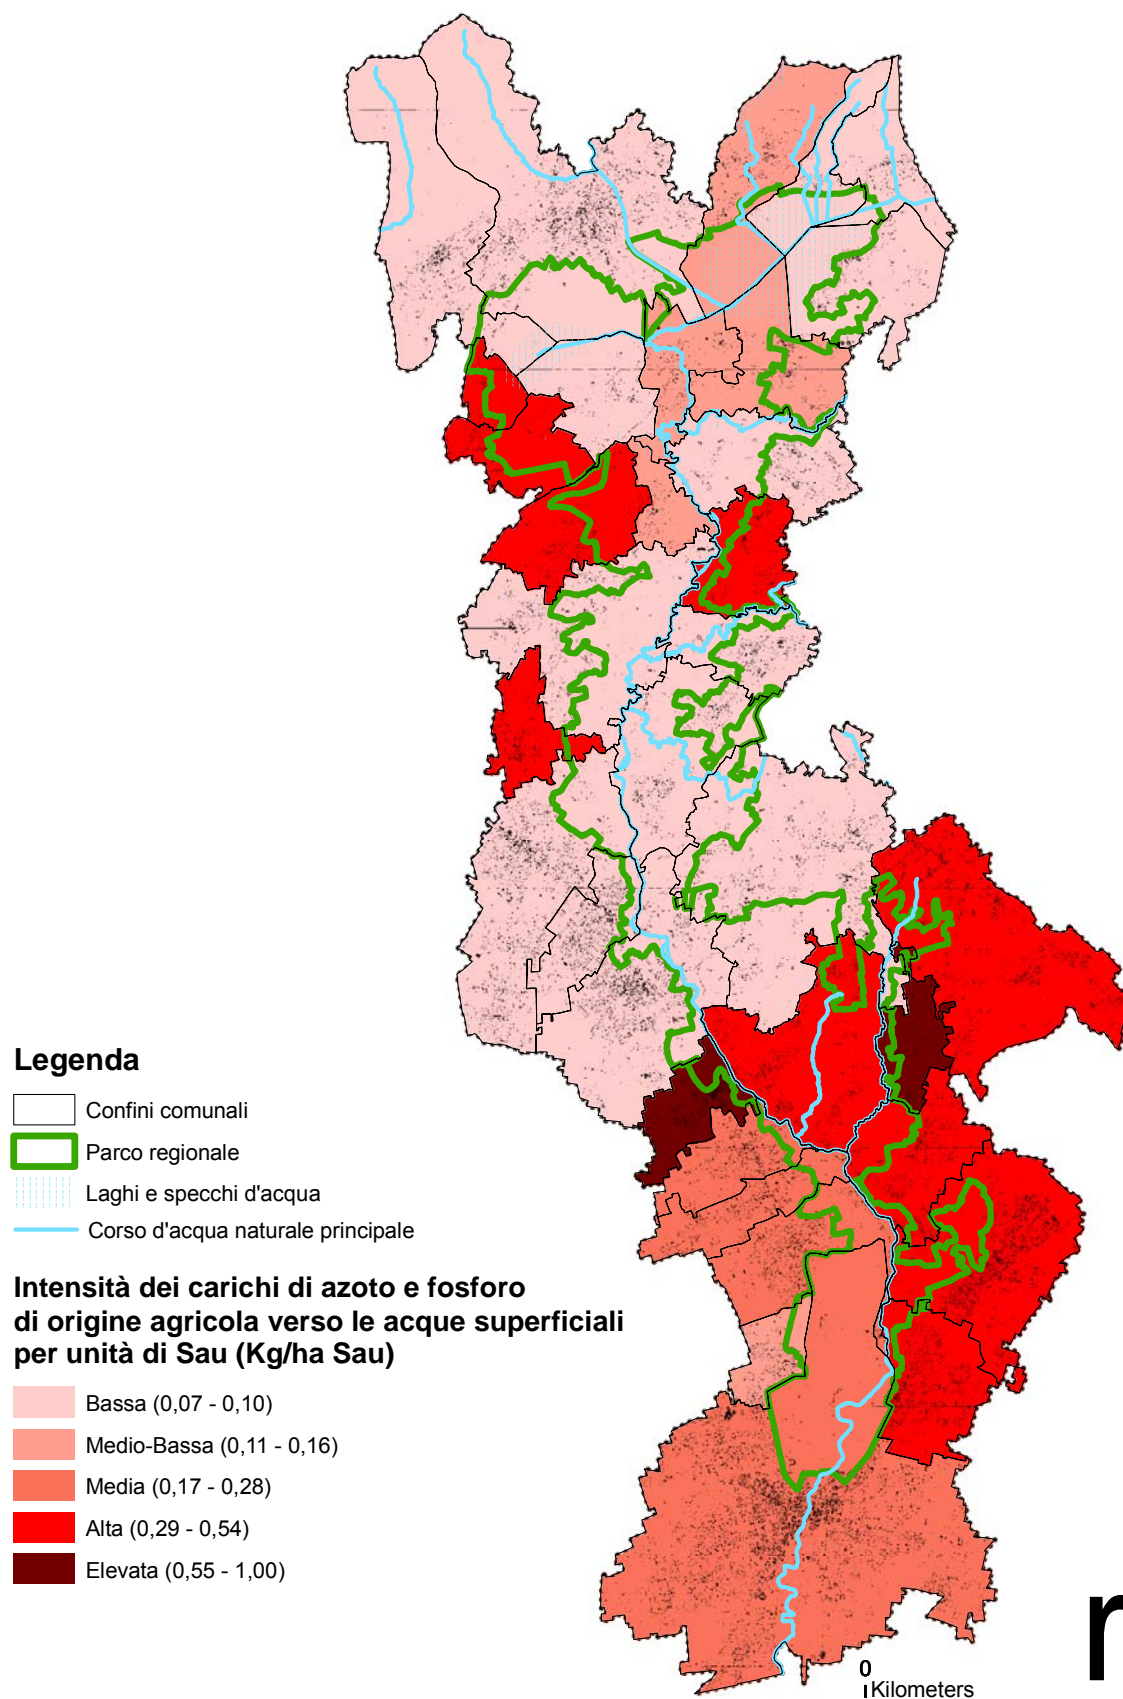 Legenda
Confini comunali
Parco regionale
Laghi e specchi d'acqua
Corso d'acqua naturale principale
Intensità dei carichi di azoto e fosforo
di origine agricola verso le acque superficiali
per unità di Sau (Kg/ha Sau)
Bassa (0,07 - 0,10)
Medio-Bassa (0,11 - 0,16)
Media (0,17 - 0,28)
Alta (0,29 - 0,54)
Elevata (0,55 - 1,00)
0
Kilometers
r